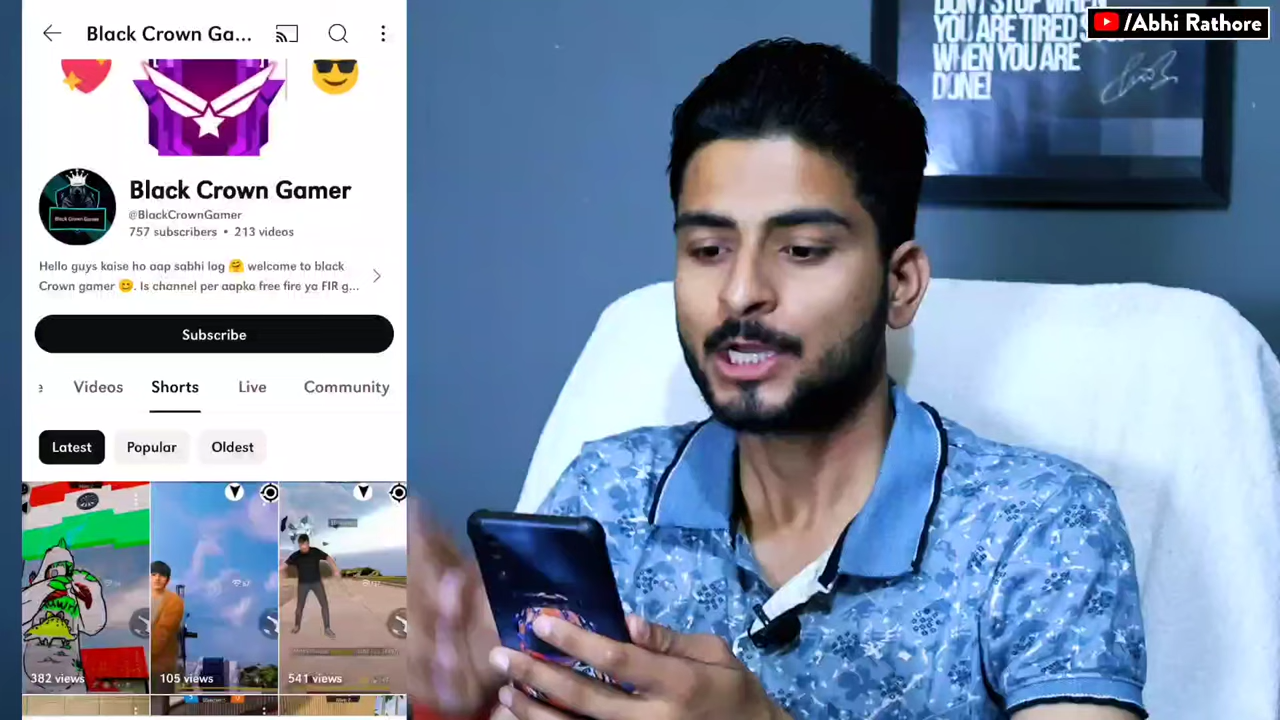 Black Crown Ga...
Black Crown Gamer
Black Crown Gamer
@BlackCrownGamer
757 subscribers • 213 videos
Hello guys kaise ho aap sabhi log 🤗 welcome to black
Crown gamer 😊. Is channel per aapko free fire ya FIR g...
Subscribe
e Videos Shorts Live Community
Latest Popular Oldest
382 views 105 views 541 views
/Abhi Rathore
DON'T STOP WHEN
YOU ARE TIRED
WHEN YOU ARE
DONE!